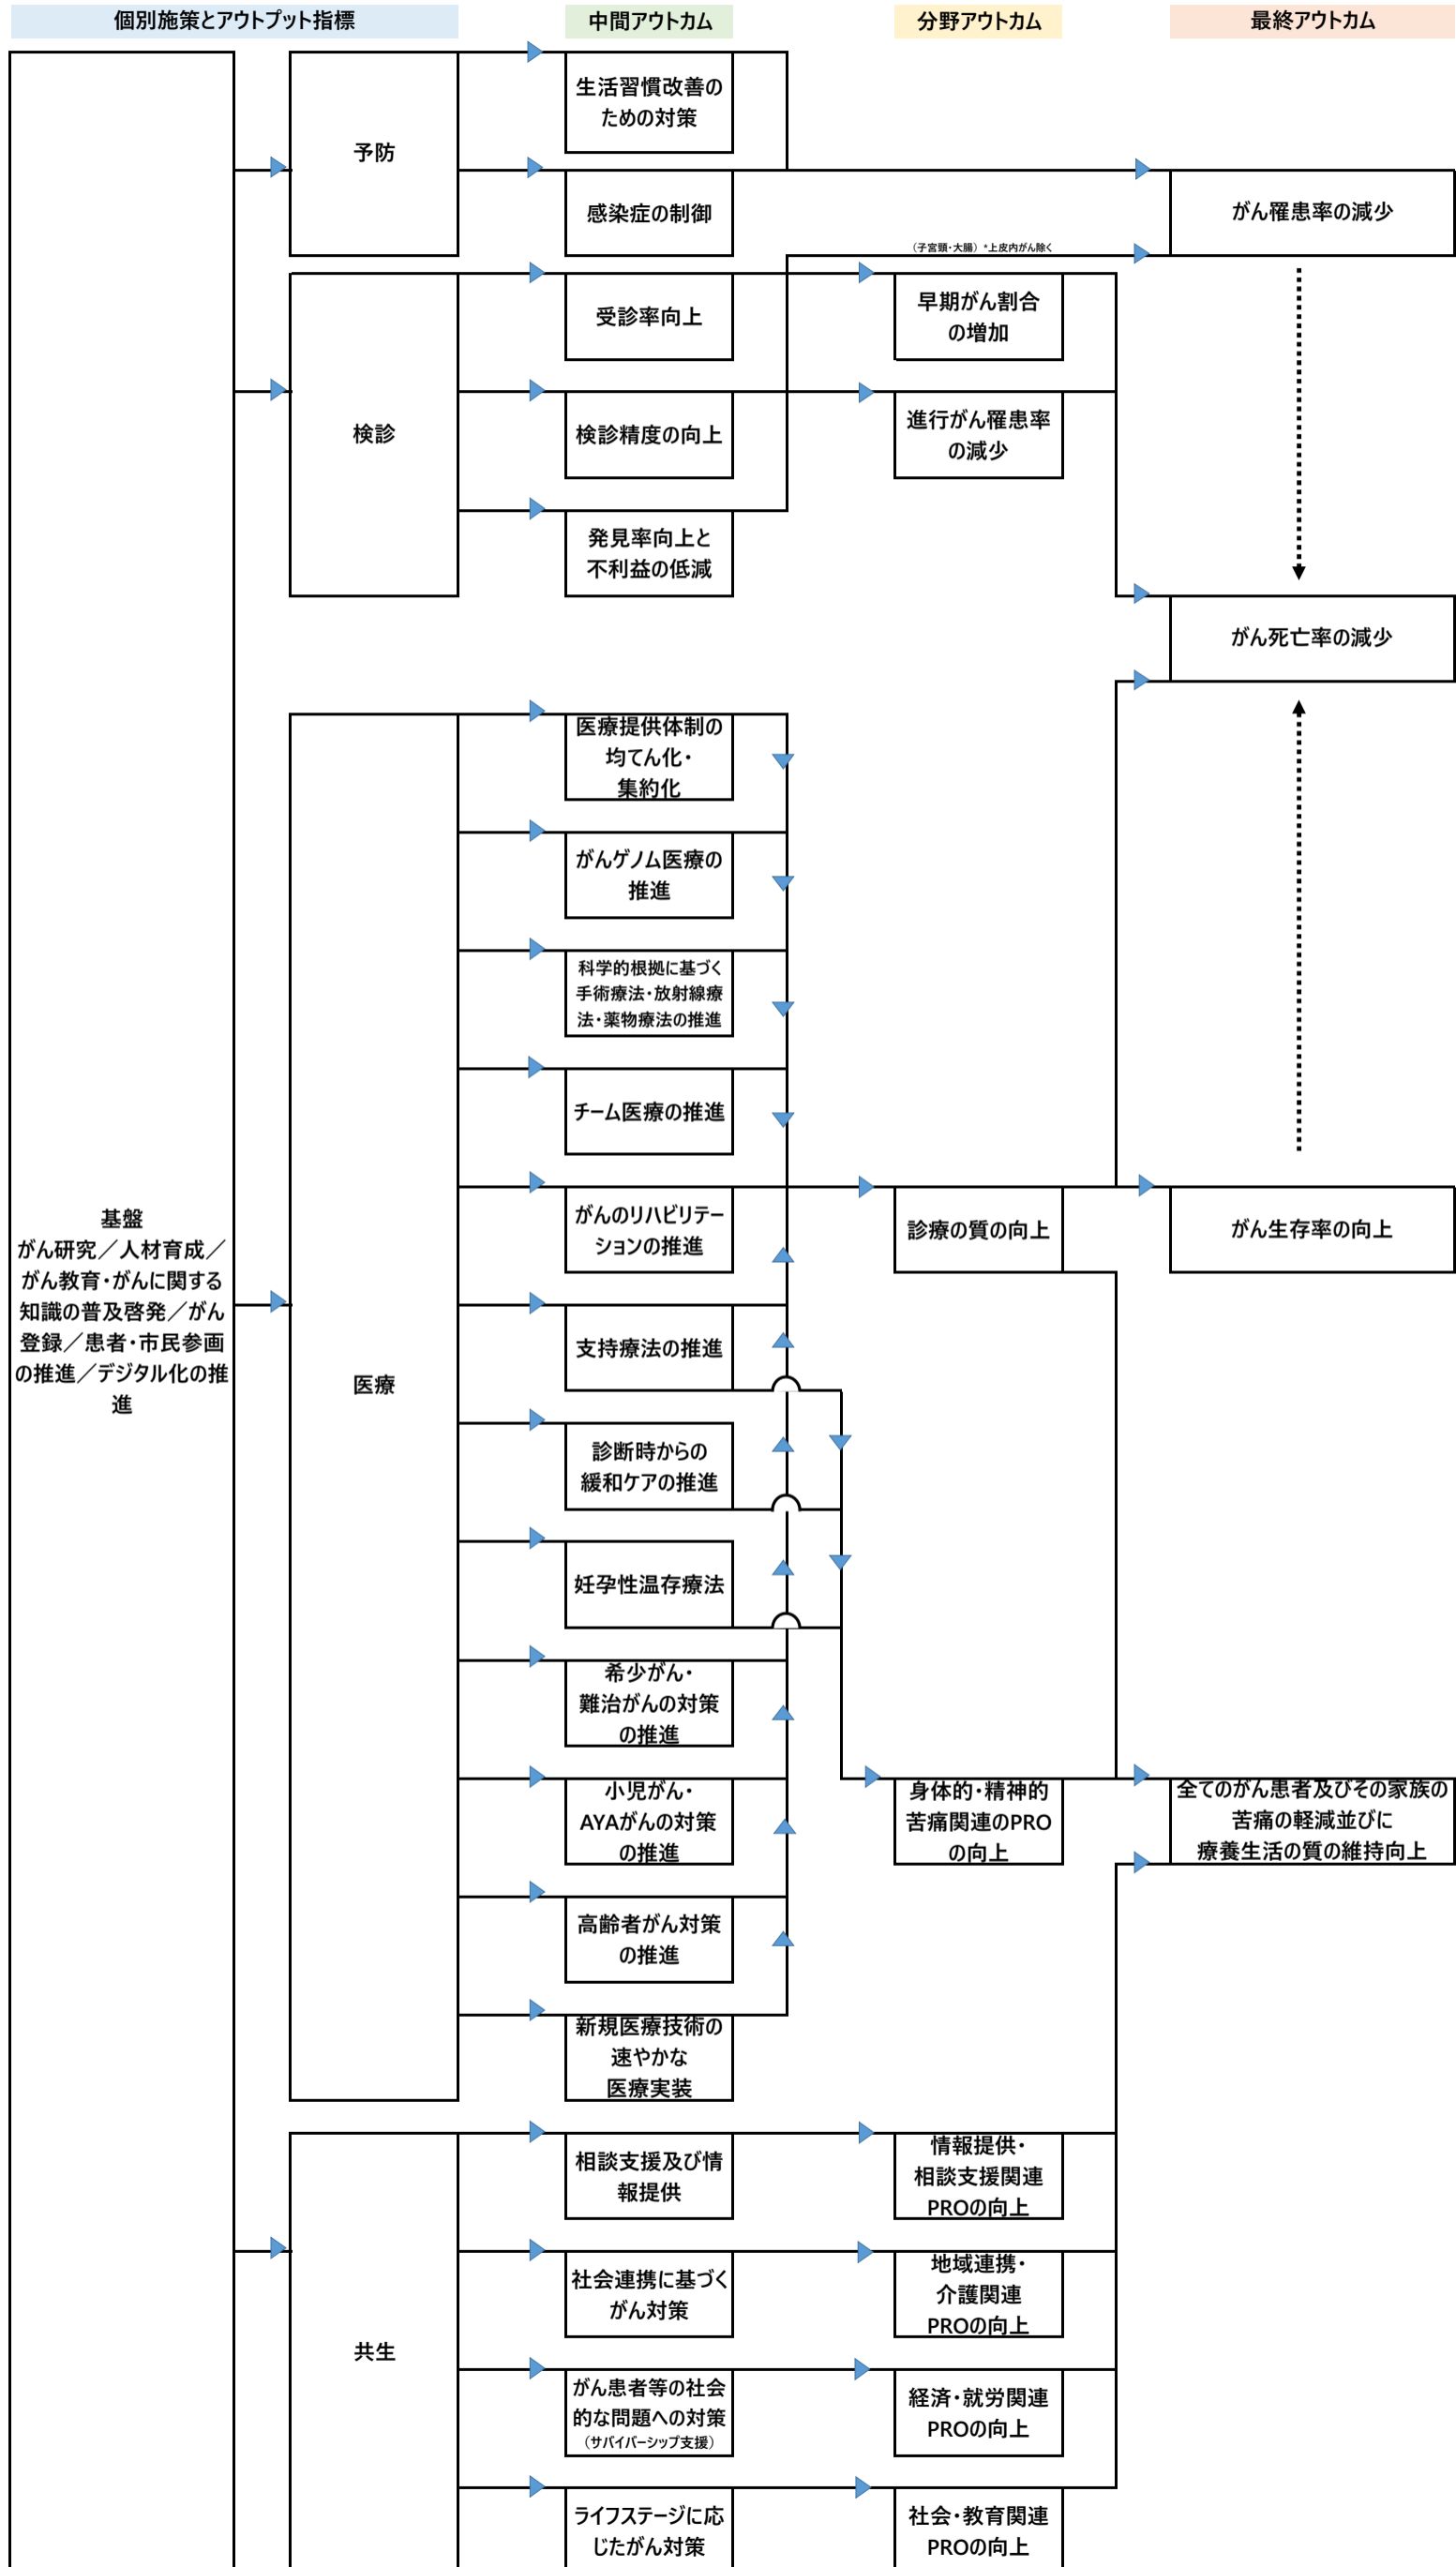 個別施策とアウトプット指標
中間アウトカム
分野アウトカム
最終アウトカム
基盤
がん研究／人材育成／
がん教育・がんに関する
知識の普及啓発／がん
登録／患者・市民参画
の推進／デジタル化の推
進
予防
生活習慣改善の
ための対策
感染症の制御
がん罹患率の減少
（子宮頸・大腸）*上皮内がん除く
検診
受診率向上
早期がん割合
の増加
検診精度の向上
進行がん罹患率
の減少
発見率向上と
不利益の低減
がん死亡率の減少
医療
医療提供体制の
均てん化・
集約化
がんゲノム医療の
推進
科学的根拠に基づく
手術療法・放射線療
法・薬物療法の推進
チーム医療の推進
がんのリハビリテー
ションの推進
診療の質の向上
がん生存率の向上
支持療法の推進
診断時からの
緩和ケアの推進
妊孕性温存療法
希少がん・
難治がんの対策
の推進
小児がん・
AYAがんの対策
の推進
身体的・精神的
苦痛関連のPRO
の向上
全てのがん患者及びその家族の
苦痛の軽減並びに
療養生活の質の維持向上
高齢者がん対策
の推進
新規医療技術の
速やかな
医療実装
共生
相談支援及び情
報提供
情報提供・
相談支援関連
PROの向上
社会連携に基づく
がん対策
地域連携・
介護関連
PROの向上
がん患者等の社会
的な問題への対策
（サバイバーシップ支援）
経済・就労関連
PROの向上
ライフステージに応
じたがん対策
社会・教育関連
PROの向上